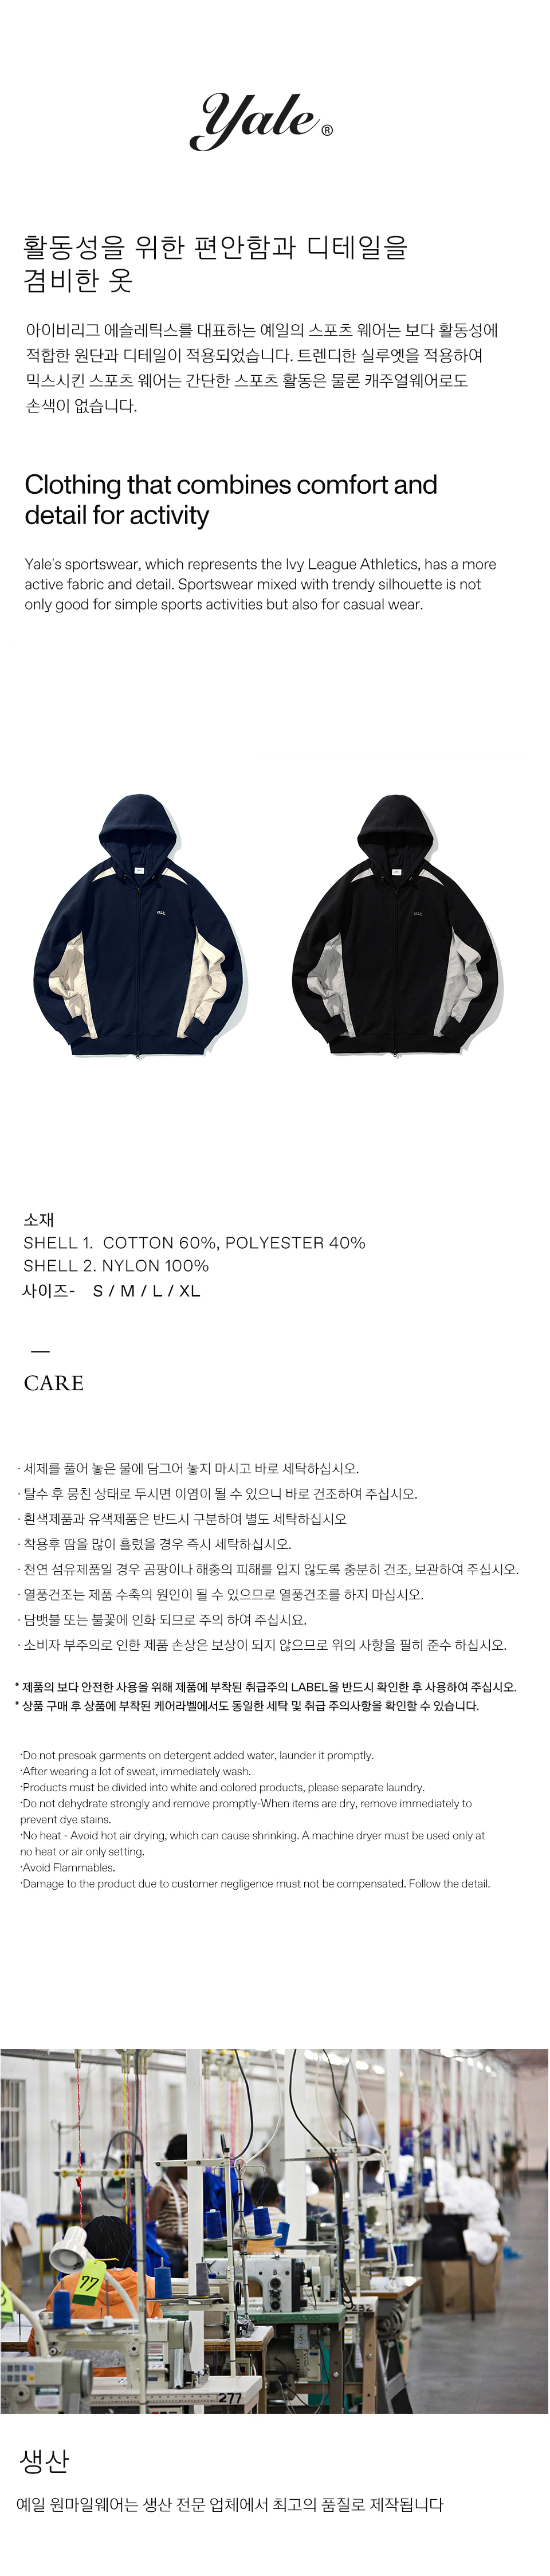 Yale®
활동성을 위한 편안함과 디테일을
겸비한 옷
아이비리그 에슬레틱스를 대표하는 예일의 스포츠 웨어는 보다 활동성에
적합한 원단과 디테일이 적용되었습니다. 트렌디한 실루엣을 적용하여
믹스시킨 스포츠 웨어는 간단한 스포츠 활동은 물론 캐주얼웨어로도
손색이 없습니다.
Clothing that combines comfort and
detail for activity
Yale's sportswear, which represents the Ivy League Athletics, has a more
active fabric and detail. Sportswear mixed with trendy silhouette is not
only good for simple sports activities but also for casual wear.
소재
SHELL 1. COTTON 60%, POLYESTER 40%
SHELL 2. NYLON 100%
사이즈- S / M / L / XL
—
CARE
· 세제를 풀어 놓은 물에 담그어 놓지 마시고 바로 세탁하십시오.
· 탈수 후 뭉친 상태로 두시면 이염이 될 수 있으니 바로 건조하여 주십시오.
· 흰색제품과 유색제품은 반드시 구분하여 별도 세탁하십시오
· 착용후 땀을 많이 흘렸을 경우 즉시 세탁하십시오.
· 천연 섬유제품일 경우 곰팡이나 해충의 피해를 입지 않도록 충분히 건조, 보관하여 주십시오.
· 열풍건조는 제품 수축의 원인이 될 수 있으므로 열풍건조를 하지 마십시오.
· 담뱃불 또는 불꽃에 인화 되므로 주의 하여 주십시요.
· 소비자 부주의로 인한 제품 손상은 보상이 되지 않으므로 위의 사항을 필히 준수 하십시오.
* 제품의 보다 안전한 사용을 위해 제품에 부착된 취급주의 LABEL을 반드시 확인한 후 사용하여 주십시오.
* 상품 구매 후 상품에 부착된 케어라벨에서도 동일한 세탁 및 취급 주의사항을 확인할 수 있습니다.
·Do not presoak garments on detergent added water, launder it promptly.
·After wearing a lot of sweat, immediately wash.
·Products must be divided into white and colored products, please separate laundry.
·Do not dehydrate strongly and remove promptly-When items are dry, remove immediately to
prevent dye stains.
·No heat - Avoid hot air drying, which can cause shrinking. A machine dryer must be used only at
no heat or air only setting.
·Avoid Flammables.
·Damage to the product due to customer negligence must not be compensated. Follow the detail.
77
232
277
생산
예일 원마일웨어는 생산 전문 업체에서 최고의 품질로 제작됩니다